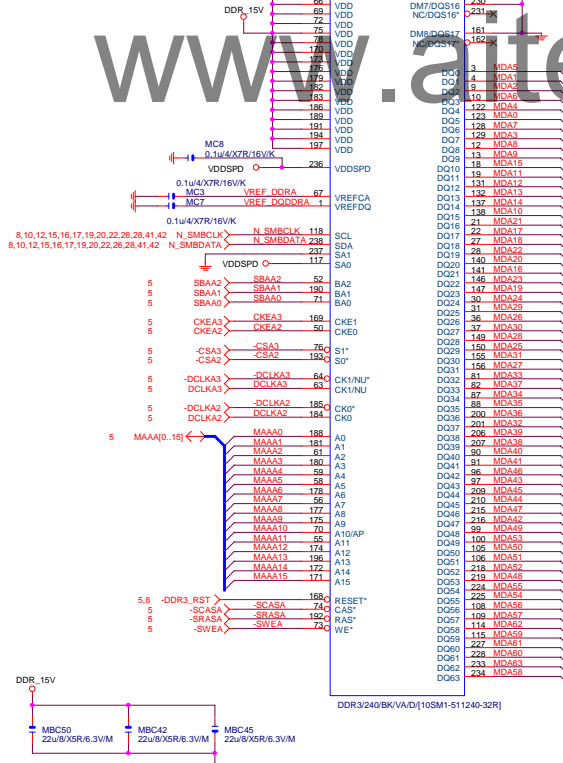 www.aite
66 VDD
DDR_15V 69 VDD
72 VDD
75 VDD
78 VDD
170 VDD
173 VDD
176 VDD
179 VDD
182 VDD
183 VDD
186 VDD
189 VDD
191 VDD
194 VDD
197 VDD
MC8
0.1u/4/X7R/16V/K
VDDSPD 236 VDDSPD
0.1u/4/X7R/16V/K
MC3 VREF_DDRA 67 VREFCA
MC7 VREF_DQDDRA 1 VREFDQ
0.1u/4/X7R/16V/K
8,10,12,15,16,17,19,20,22,26,28,41,42 N_SMBCLK N_SMBCLK 118 SCL
8,10,12,15,16,17,19,20,22,26,28,41,42 N_SMBDATA N_SMBDATA 238 SDA
237 SA1
VDDSPD 117 SA0
5 SBAA2 SBAA2 52 BA2
5 SBAA1 SBAA1 190 BA1
5 SBAA0 SBAA0 71 BA0
5 CKEA3 CKEA3 169 CKE1
5 CKEA2 CKEA2 50 CKE0
5 -CSA3 -CSA3 76 S1*
5 -CSA2 -CSA2 193 S0*
5 -DCLKA3 -DCLKA3 64 CK1/NU*
5 DCLKA3 DCLKA3 63 CK1/NU
5 -DCLKA2 -DCLKA2 185 CK0*
5 DCLKA2 DCLKA2 184 CK0
5 MAAA[0..15] MAAA0 188 A0
MAAA1 181 A1
MAAA2 61 A2
MAAA3 180 A3
MAAA4 59 A4
MAAA5 58 A5
MAAA6 178 A6
MAAA7 56 A7
MAAA8 177 A8
MAAA9 175 A9
MAAA10 70 A10/AP
MAAA11 55 A11
MAAA12 174 A12
MAAA13 196 A13
MAAA14 172 A14
MAAA15 171 A15
5,8 -DDR3_RST 168 RESET*
5 -SCASA -SCASA 74 CAS*
5 -SRASA -SRASA 192 RAS*
5 -SWEA -SWEA 73 WE*
DM7/DQS16 230
NC/DQS16* 231
DM8/DQS17 161
NC/DQS17* 162
DQ0 3 MDA5
DQ1 4 MDA1
DQ2 9 MDA2
DQ3 10 MDA6
DQ4 122 MDA4
DQ5 123 MDA0
DQ6 128 MDA7
DQ7 129 MDA3
DQ8 12 MDA8
DQ9 13 MDA9
DQ10 18 MDA15
DQ11 19 MDA11
DQ12 131 MDA12
DQ13 132 MDA13
DQ14 137 MDA14
DQ15 138 MDA10
DQ16 21 MDA21
DQ17 22 MDA17
DQ18 27 MDA18
DQ19 28 MDA22
DQ20 140 MDA20
DQ21 141 MDA16
DQ22 146 MDA23
DQ23 147 MDA19
DQ24 30 MDA24
DQ25 31 MDA29
DQ26 36 MDA26
DQ27 37 MDA30
DQ28 149 MDA28
DQ29 150 MDA25
DQ30 155 MDA31
DQ31 156 MDA27
DQ32 81 MDA33
DQ33 82 MDA37
DQ34 87 MDA34
DQ35 88 MDA35
DQ36 200 MDA36
DQ37 201 MDA32
DQ38 206 MDA39
DQ39 207 MDA38
DQ40 90 MDA40
DQ41 91 MDA41
DQ42 96 MDA46
DQ43 97 MDA43
DQ44 209 MDA45
DQ45 210 MDA44
DQ46 215 MDA47
DQ47 216 MDA42
DQ48 99 MDA49
DQ49 100 MDA53
DQ50 105 MDA50
DQ51 106 MDA51
DQ52 218 MDA52
DQ53 219 MDA48
DQ54 224 MDA55
DQ55 225 MDA54
DQ56 108 MDA56
DQ57 109 MDA57
DQ58 114 MDA62
DQ59 115 MDA59
DQ60 227 MDA61
DQ61 228 MDA60
DQ62 233 MDA63
DQ63 234 MDA58
DDR3/240/BK/VA/D/[10SM1-511240-32R]
DDR_15V
MBC50 MBC42 MBC45
22u/8/X5R/6.3V/M 22u/8/X5R/6.3V/M 22u/8/X5R/6.3V/M